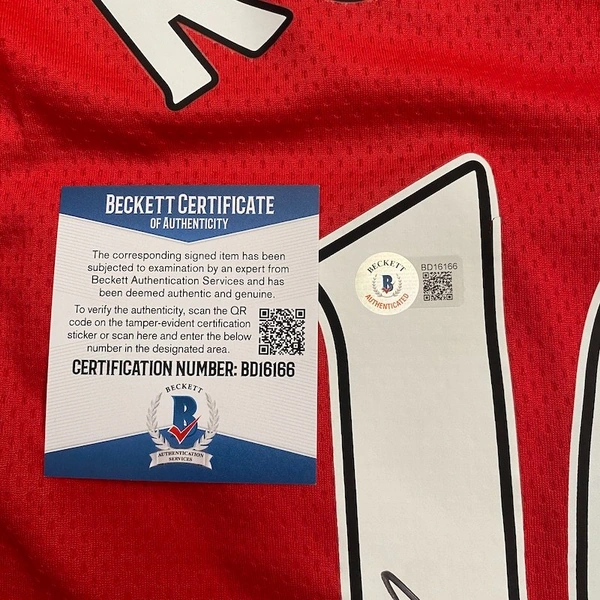 BECKETT CERTIFICATE
OF AUTHENTICITY
The corresponding signed item has been
subjected to examination by an expert from
Beckett Authentication Services and has
been deemed authentic and genuine.
To verify the authenticity, scan the QR
code on the tamper-evident certification
sticker or scan here and enter the below
number in the designated area.
CERTIFICATION NUMBER: BD16166
BECKETT
B
AUTHENTICATION
SERVICES
BECKETT
B
AUTHENTICATED
BD16166